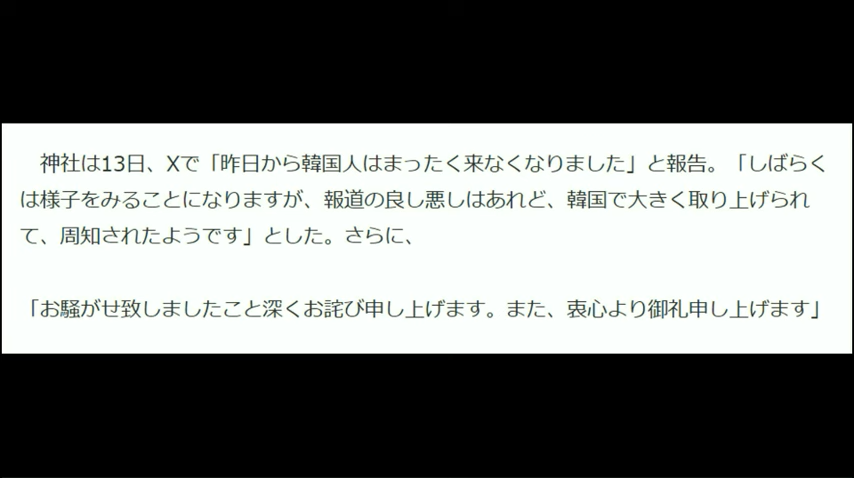 神社は13日、Xで「昨日から韓国人はまったく来なくなりました」と報告。「しばらく
は様子をみることになりますが、報道の良し悪しはあれど、韓国で大きく取り上げられ
て、周知されたようです」とした。さらに、
「お騒がせ致しましたこと深くお詫び申し上げます。また、衷心より御礼申し上げます」